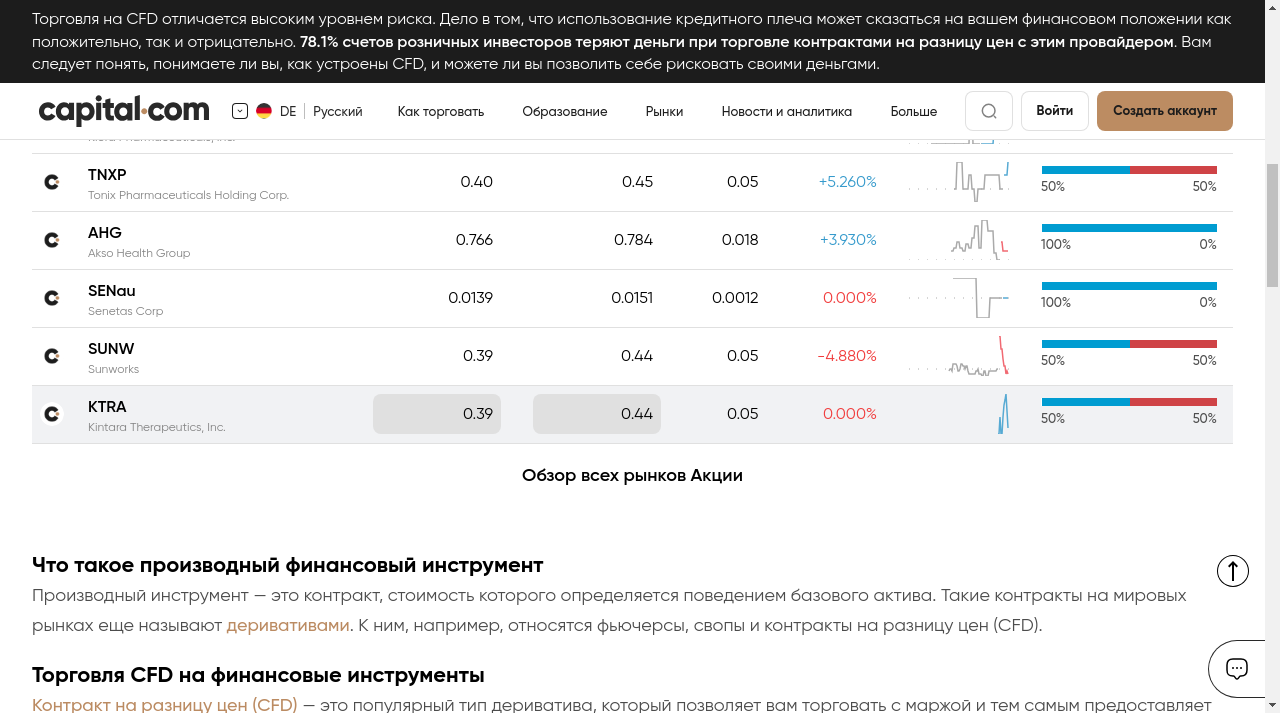 Торговля на CFD отличается высоким уровнем риска. Дело в том, что использование кредитного плеча может сказаться на вашем финансовом положении как
положительно, так и отрицательно. 78.1% счетов розничных инвесторов теряют деньги при торговле контрактами на разницу цен с этим провайдером. Вам
следует понять, понимаете ли вы, как устроены CFD, и можете ли вы позволить себе рисковать своими деньгами.
capital.com DE Русский Как торговать Образование Рынки Новости и аналитика Больше Войти Создать аккаунт
TNXP 0.40 0.45 0.05 +5.260%
Tonix Pharmaceuticals Holding Corp. 50% 50%
AHG 0.766 0.784 0.018 +3.930%
Akso Health Group 100% 0%
SENau 0.0139 0.0151 0.0012 0.000%
Senetas Corp 100% 0%
SUNW 0.39 0.44 0.05 -4.880%
Sunworks 50% 50%
KTRA 0.39 0.44 0.05 0.000%
Kintara Therapeutics, Inc. 50% 50%
Обзор всех рынков Акции
Что такое производный финансовый инструмент
Производный инструмент — это контракт, стоимость которого определяется поведением базового актива. Такие контракты на мировых
рынках еще называют деривативами. К ним, например, относятся фьючерсы, свопы и контракты на разницу цен (CFD).
Торговля CFD на финансовые инструменты
Контракт на разницу цен (CFD) — это популярный тип дериватива, который позволяет вам торговать с маржой и тем самым предоставляет